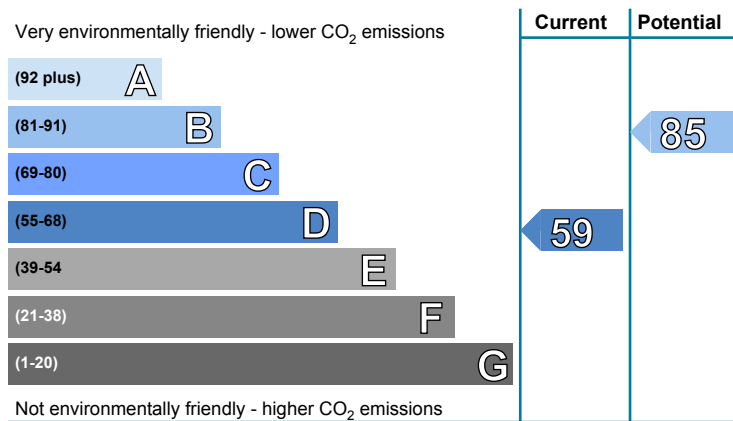 Very environmentally friendly - lower CO2 emissions
Current
Potential
(92 plus) A
(81-91) B
85
(69-80) C
(55-68) D
59
(39-54 E
(21-38) F
(1-20) G
Not environmentally friendly - higher CO2 emissions